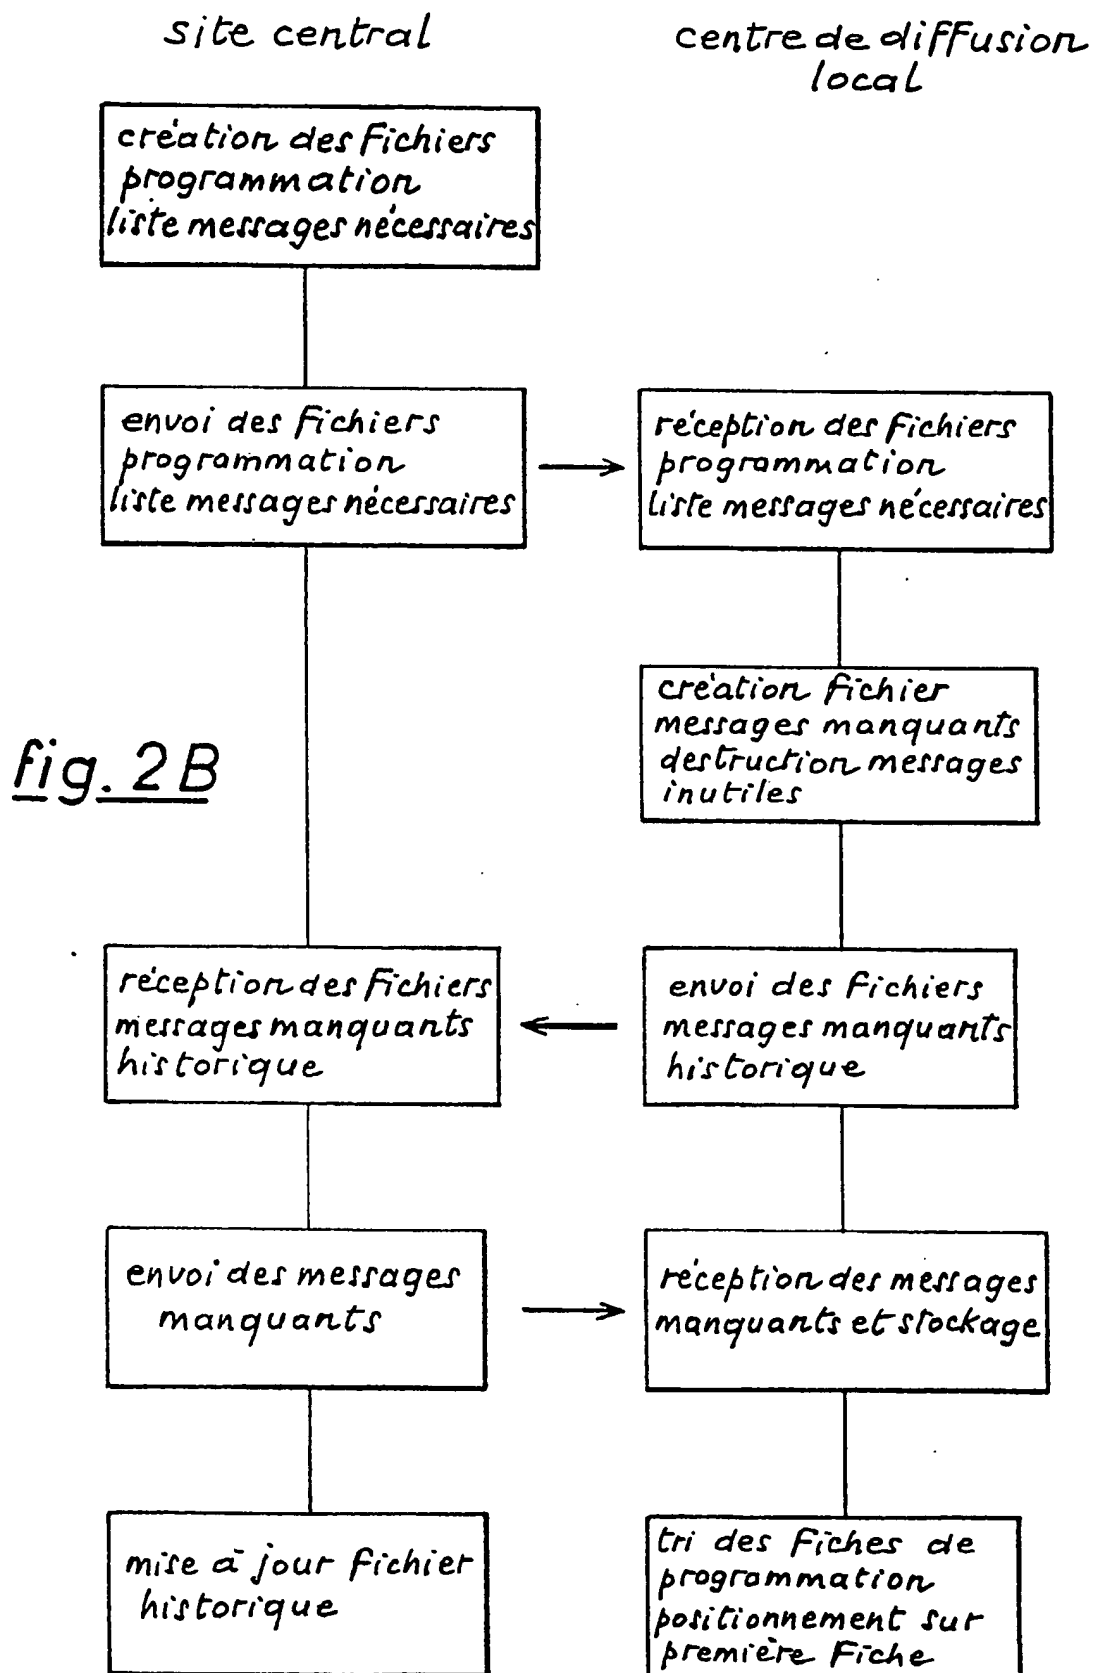 site central
centre de diffusion
local
création des fichiers
programmation
liste messages nécessaires
envoi des fichiers
programmation
liste messages nécessaires
réception des fichiers
programmation
liste messages nécessaires
création fichier
messages manquants
destruction messages
inutiles
fig. 2B
réception des fichiers
messages manquants
historique
envoi des fichiers
messages manquants
historique
envoi des messages
manquants
réception des messages
manquants et stockage
mise à jour fichier
historique
tri des fiches de
programmation
positionnement sur
première fiche